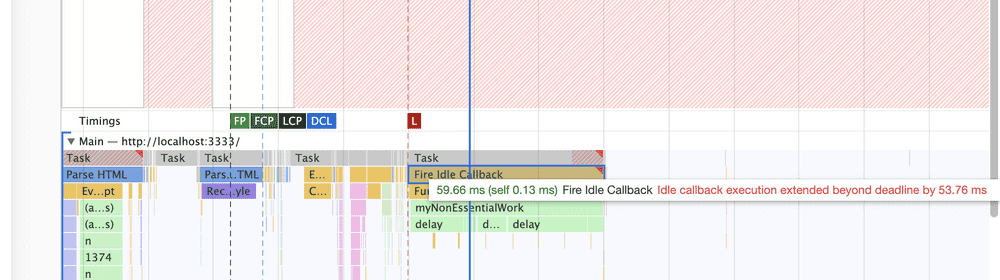 Timings FP FCP LCP DCL L
Main — http://localhost:3333/
Task Task Task Task Task
Parse HTML Pars...TML E... Fire Idle Callback
Ev...pt Rec...yle C... Fun
59.66 ms (self 0.13 ms) Fire Idle Callback Idle callback execution extended beyond deadline by 53.76 ms
(a...s) myNonEssentialWork
(a...s) delay d... delay
n
1374
n